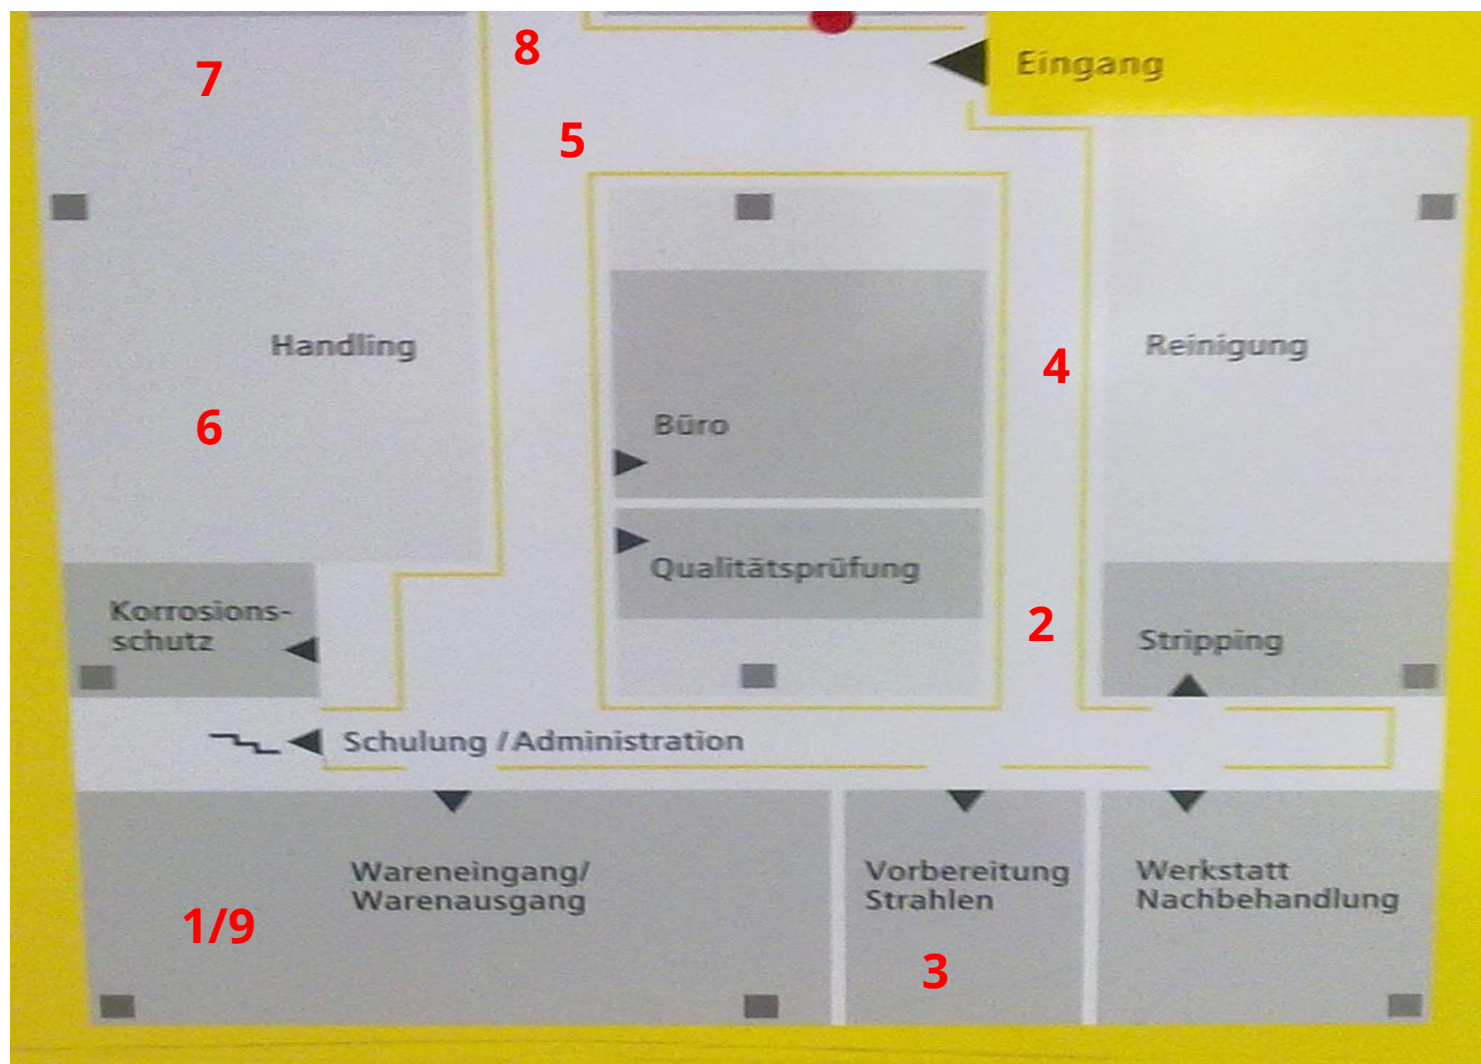 7
8
Eingang
5
Handling
Reinigung
4
6
Büro
Qualitätsprüfung
Korrosions-
schutz
2
Stripping
Schulung / Administration
Wareneingang/
Warenausgang
Vorbereitung
Strahlen
Werkstatt
Nachbehandlung
1/9
3